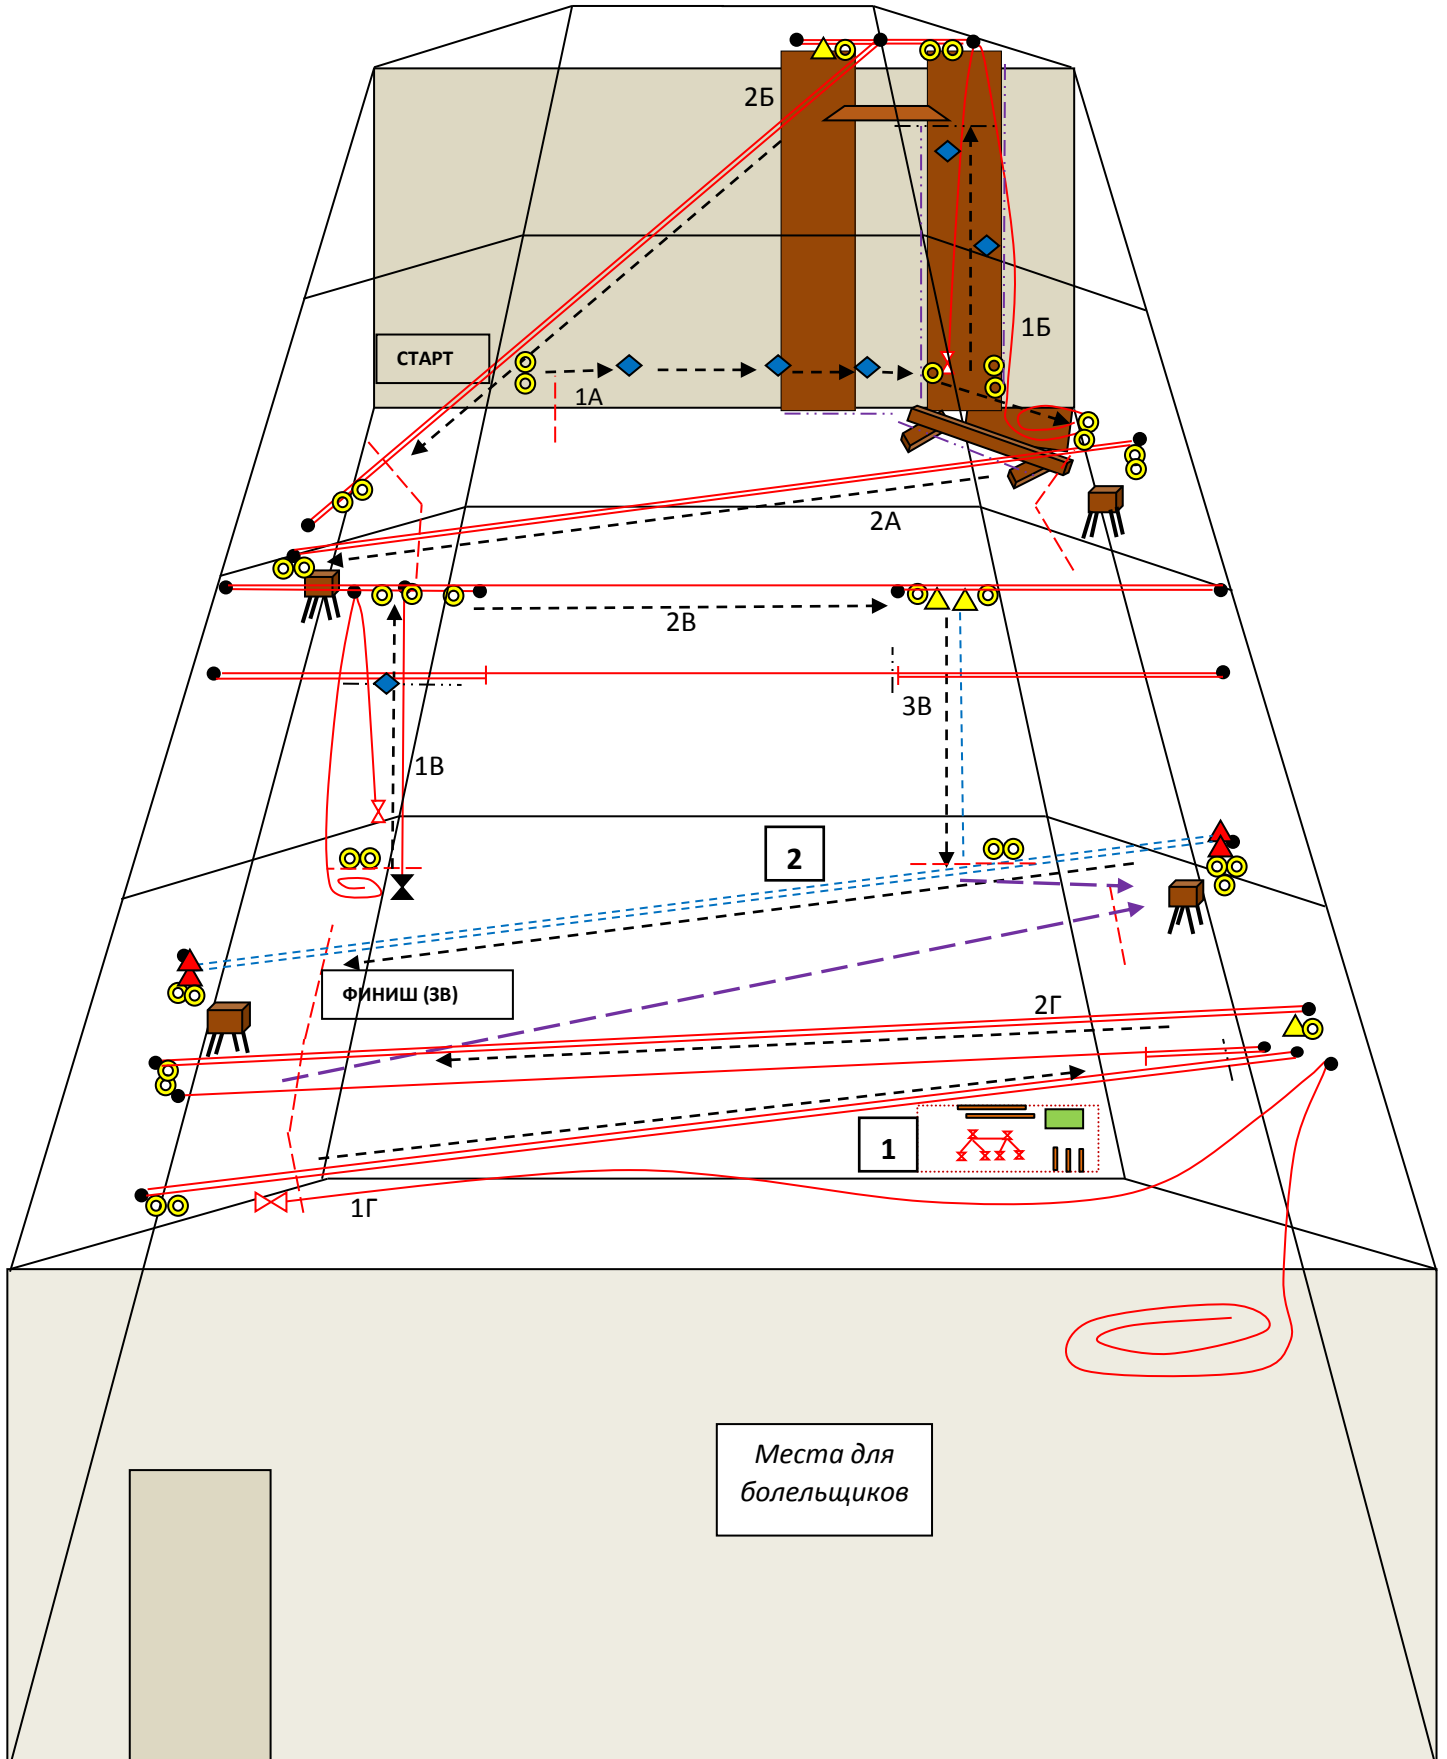 2Б
1Б
СТАРТ
1А
2А
2В
3В
1В
2
ФИНИШ (3В)
2Г
1
1Г
Места для
болельщиков